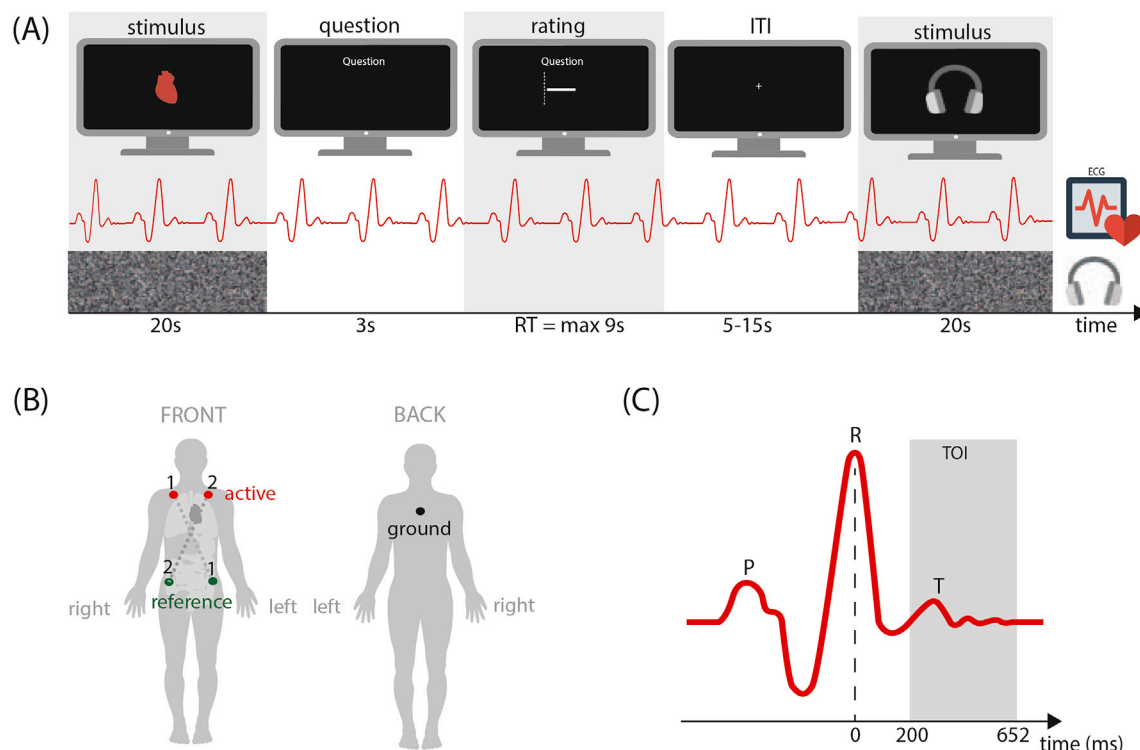 (A)
stimulus
question
rating
ITI
stimulus
Question
Question
+
ECG
20s
3s
RT = max 9s
5-15s
20s
time
(B)
FRONT
BACK
1
2
active
ground
2
1
reference
right
left
left
right
(C)
R
TOI
P
T
0
200
652
time (ms)